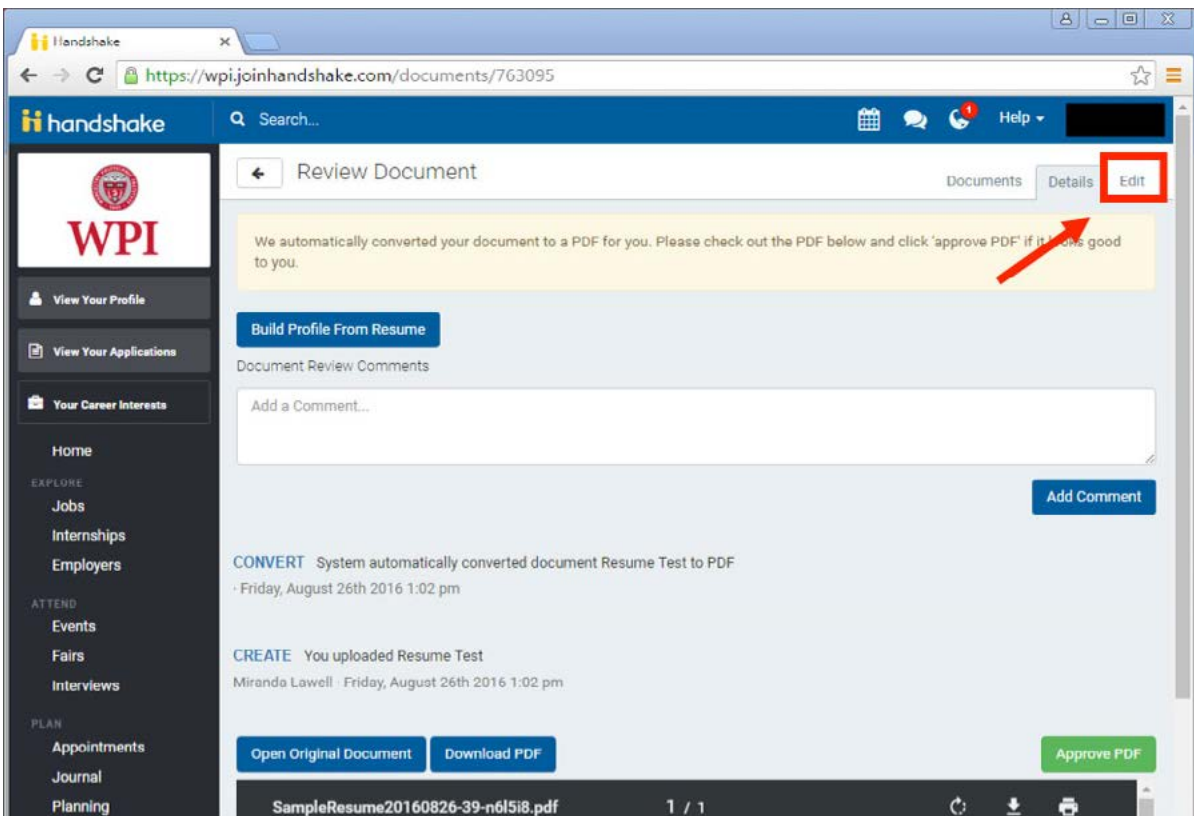 Handshake
https://wpi.joinhandshake.com/documents/763095
handshake
Search...
1
Help
Review Document
Documents
Details
Edit
WPI
We automatically converted your document to a PDF for you. Please check out the PDF below and click 'approve PDF' if it looks good
to you.
View Your Profile
View Your Applications
Your Career Interests
Home
EXPLORE
Jobs
Internships
Employers
ATTEND
Events
Fairs
Interviews
PLAN
Appointments
Journal
Planning
Build Profile From Resume
Document Review Comments
Add a Comment...
Add Comment
CONVERT System automatically converted document Resume Test to PDF
· Friday, August 26th 2016 1:02 pm
CREATE You uploaded Resume Test
Miranda Lawell · Friday, August 26th 2016 1:02 pm
Open Original Document
Download PDF
Approve PDF
SampleResume20160826-39-n6l5i8.pdf
1 / 1